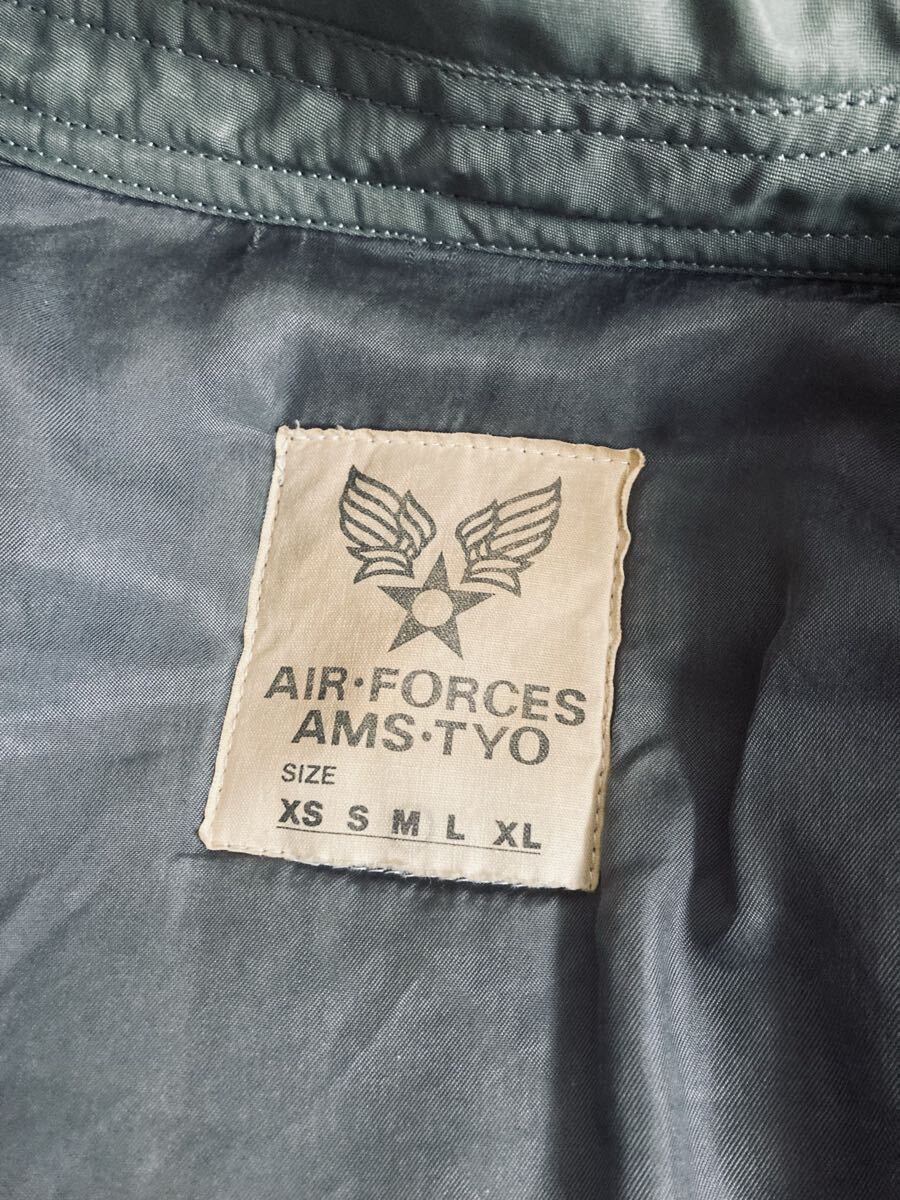 AIR·FORCES
AMS·TYO
SIZE
XS S M L XL